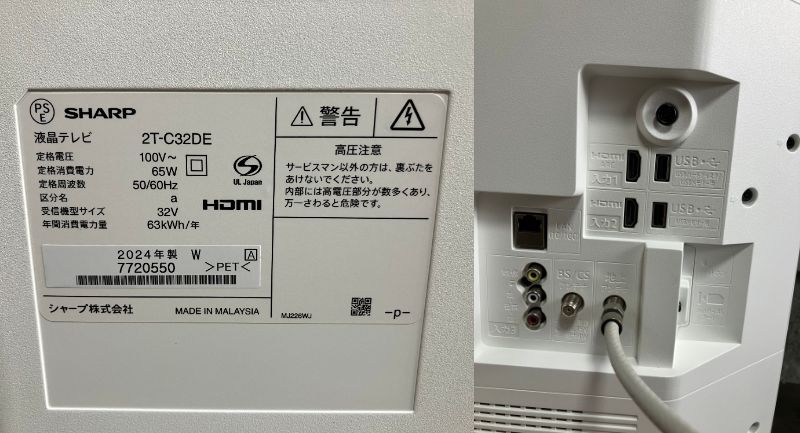 PS
E
SHARP
液晶テレビ 2T-C32DE
定格電圧 100V～
定格消費電力 65W
定格周波数 50/60Hz
区分名 a
受信機型サイズ 32V
年間消費電力量 63kWh/年
UL Japan
HDMI
2024年製 W A
7720550 >PET<
シャープ株式会社 MADE IN MALAYSIA
警告
高圧注意
サービスマン以外の方は、裏ぶたを
あけないでください。
内部には高電圧部分が数多くあり、
万一さわると危険です。
MJ226WJ
-p-
HDMI
入力1
USB
HDMI
入力2
USB
LAN
BS/CS
地上
入力3